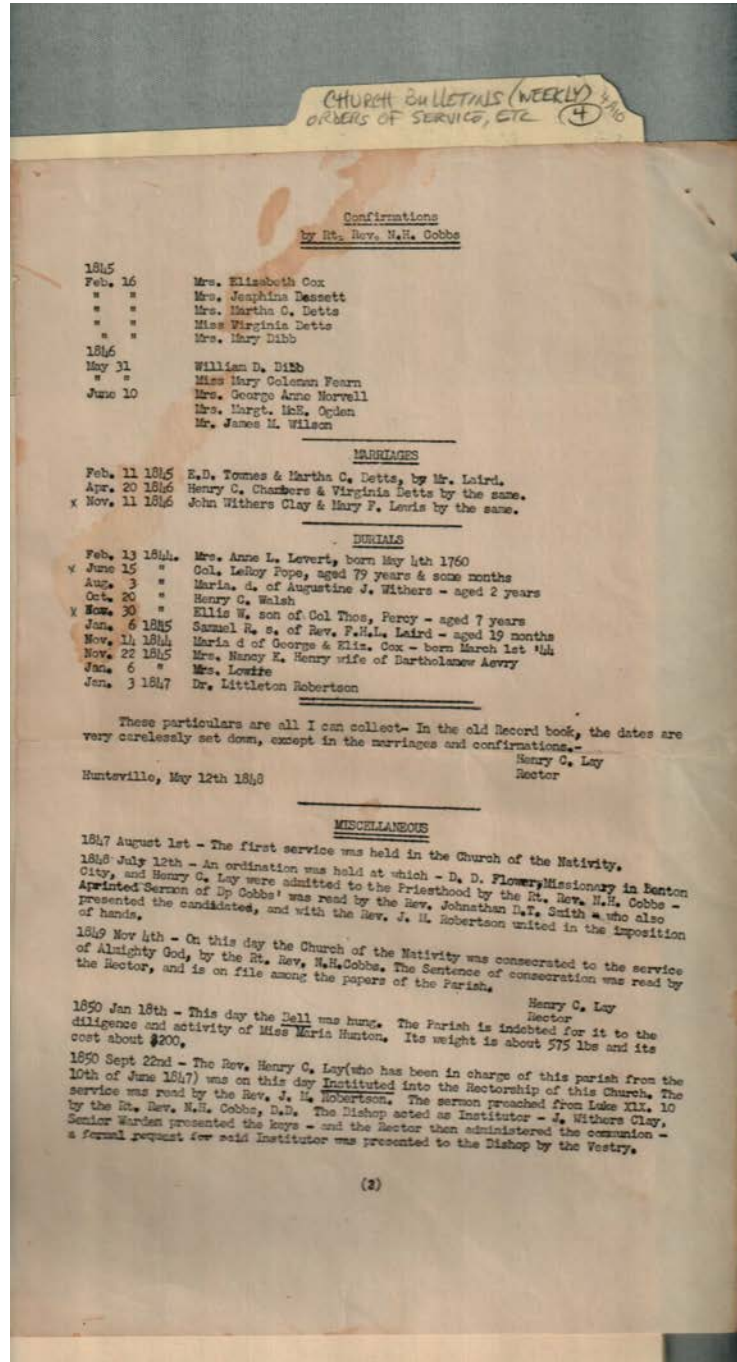 CHURCH BULLETINS (WEEKLY)
ORDERS OF SERVICE, ETC (4)
Confirmations
by Rt. Rev. N.H. Cobbs
1845
Feb. 16 Mrs. Elizabeth Cox
" " Mrs. Jesphina Bassett
" " Mrs. Martha C. Betts
" " Miss Virginia Betts
" " Mrs. Mary Bibb
1846
May 31 William D. Bibb
" " Miss Mary Coleman Fearn
June 10 Mrs. George Anne Norvell
Mrs. Margt. McE. Ogden
Mr. James M. Wilson
MARRIAGES
Feb. 11 1845 E.D. Townes & Martha C. Betts, by Mr. Laird.
Apr. 20 1846 Henry C. Chambers & Virginia Betts by the same.
x Nov. 11 1846 John Withers Clay & Mary F. Lewis by the same.
BURIALS
Feb. 13 1844. Mrs. Anne L. Levert, born May 4th 1760
x June 15 " Col. LeRoy Pope, aged 79 years & some months
Aug. 3 " Maria. d. of Augustine J. Withers - aged 2 years
Oct. 20 " Henry C. Walsh
x Nov. 30 " Ellis W. son of Col Thos, Percy - aged 7 years
Jan. 6 1845 Samuel R. s. of Rev. F.H.L. Laird - aged 19 months
Nov. 14 1844 Maria d of George & Eliz. Cox - born March 1st '44
Nov. 22 1845 Mrs. Nancy E. Henry wife of Bartholamew Aevry
Jan. 6 " Mrs. Lowire
Jan. 3 1847 Dr. Littleton Robertson
These particulars are all I can collect- In the old Record book, the dates are
very carelessly set down, except in the marriages and confirmations.-
Henry C. Lay
Huntsville, May 12th 1848 Rector
MISCELLANEOUS
1847 August 1st - The first service was held in the Church of the Nativity.
1848 July 12th - An ordination was held at which - D. D. Flower, Missionary in Benton
City, and Henry C. Lay were admitted to the Priesthood by the Rt. Rev. N.H. Cobbs -
Aprinted Sermon of Bp Cobbs' was read by the Rev. Johnathan D.T. Smith - who also
presented the candidated, and with the Rev. J. M. Robertson united in the imposition
of hands.
1849 Nov 4th - On this day the Church of the Nativity was consecrated to the service
of Almighty God, by the Rt. Rev. N.H.Cobbs. The Sentence of consecration was read by
the Rector, and is on file among the papers of the Parish.
Henry C. Lay
Rector
1850 Jan 18th - This day the Bell was hung. The Parish is indebted for it to the
diligence and activity of Miss Maria Hunton. Its weight is about 575 lbs and its
cost about $200.
1850 Sept 22nd - The Rev. Henry C. Lay(who has been in charge of this parish from the
10th of June 1847) was on this day Instituted into the Rectorship of this Church. The
service was read by the Rev. J. M. Robertson. The sermon preached from Luke X1X. 10
by the Rt. Rev. N.H. Cobbs, D.D. The Bishop acted as Institutor - J. Withers Clay,
Senior Warden presented the keys - and the Rector then administered the communion -
a formal request for said Institutor was presented to the Bishop by the Vestry.
(2)